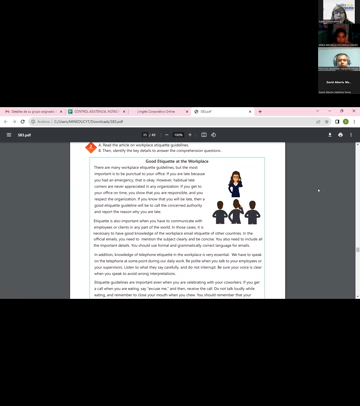 SB3.pdf
C:/Users/MINEDUCYT/Downloads/SB3.pdf
SB3.pdf
100%
A. Read the article on workplace etiquette guidelines.
B. Then, identify the key details to answer the comprehension questions
Good Etiquette at the Workplace
There are many workplace etiquette guidelines, but the most
important is to be punctual to your office. If you are late because
you had an emergency, that is okay. However, habitual late
comers are never appreciated in any organization. If you get to
your office on time, you show that you are responsible, and you
respect the organization. If you know that you will be late, then a
good etiquette guideline will be to call the concerned authority
and report the reason why you are late.
Etiquette is also important when you have to communicate with
employees or clients in any part of the world. In those cases, it is
necessary to have good knowledge of the workplace email etiquette of other countries. In the
official emails, you need to mention the subject clearly and be concise. You also need to include all
the important details. You should use formal and grammatically correct language for emails.
In addition, knowledge of telephone etiquette in the workplace is very essential. We have to speak
on the telephone at some point during our daily work. Be polite when you talk to your employees or
your supervisors. Listen to what they say carefully, and do not interrupt. Be sure your voice is clear
when you speak to avoid wrong interpretations.
Etiquette guidelines are important even when you are celebrating with your coworkers. If you get
a call when you are eating, say "excuse me," and then, receive the call. Do not talk loudly while
eating, and remember to close your mouth when you chew. You should remember that your